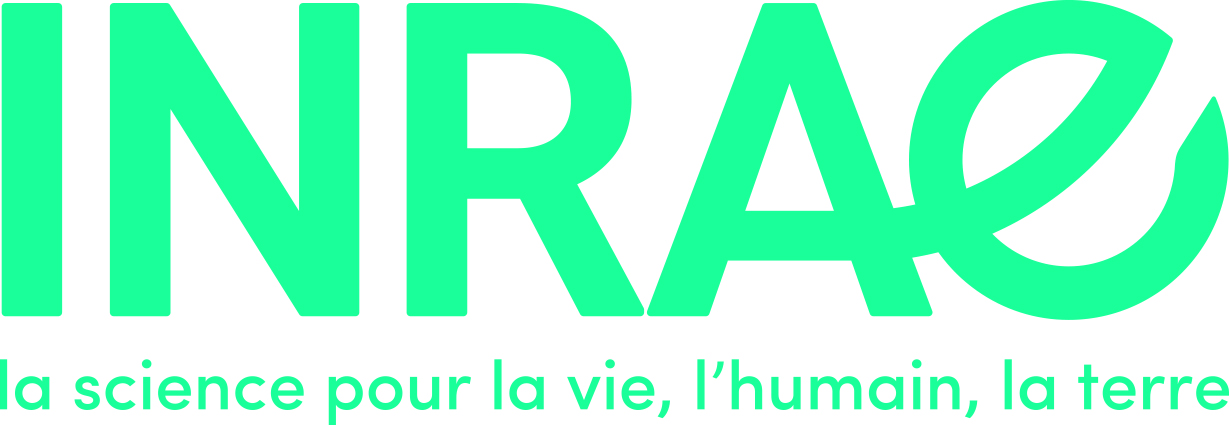 INRAe
la science pour la vie, l’humain, la terre